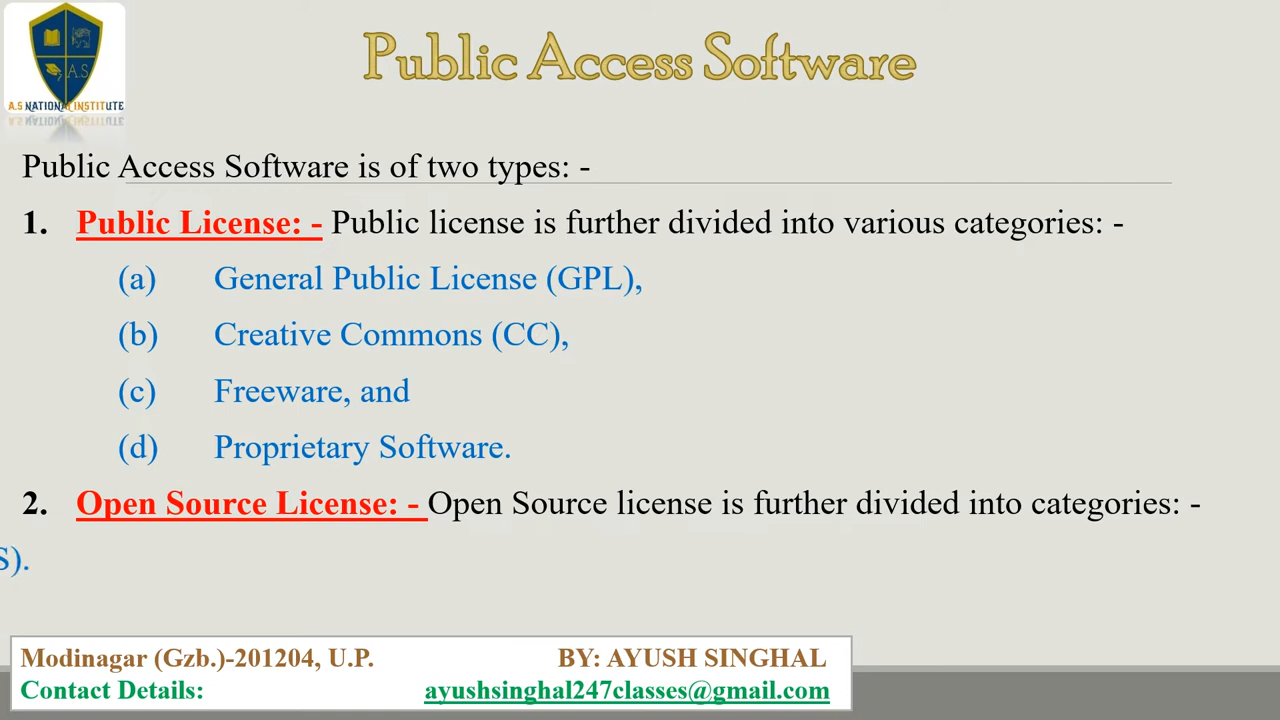 A.S
A.S NATIONAL INSTITUTE
Public Access Software
Public Access Software is of two types: -
1. Public License: - Public license is further divided into various categories: -
(a) General Public License (GPL),
(b) Creative Commons (CC),
(c) Freeware, and
(d) Proprietary Software.
2. Open Source License: - Open Source license is further divided into categories: -
S).
Modinagar (Gzb.)-201204, U.P. BY: AYUSH SINGHAL
Contact Details: ayushsinghal247classes@gmail.com